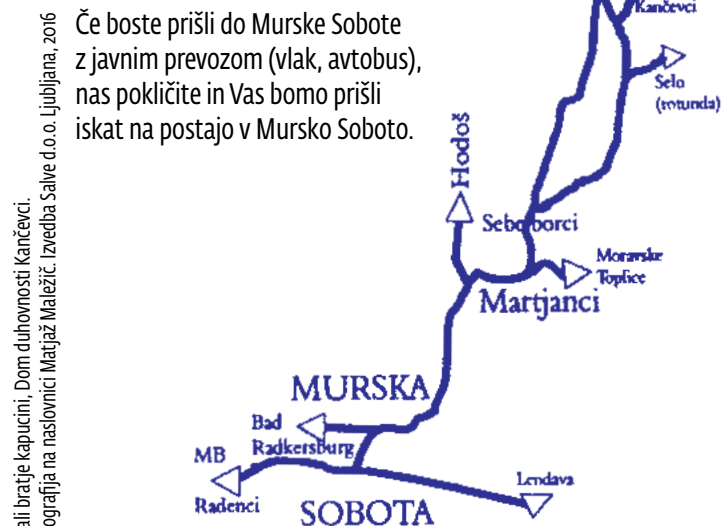 Če boste prišli do Murske Sobote
z javnim prevozom (vlak, avtobus),
nas pokličite in Vas bomo prišli
iskat na postajo v Mursko Soboto.
Kančevci
Selo
(rotunda)
Hodoš
Sebeborci
Moravske
Toplice
Martjanci
MURSKA
Bad
Radkersburg
MB
Radenci
Lendava
SOBOTA
ali bratje kapucini, Dom duhovnosti Kančevci.
ografija na naslovnici Matjaž Maležič. Izvedba Salve d.o.o. Ljubljana, 2016